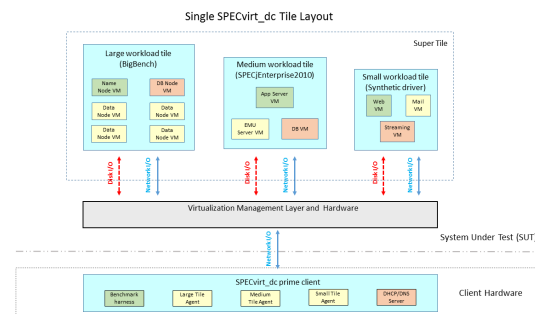 Single SPECvirt_dc Tile Layout
Super Tile
Large workload tile
(BigBench)
Name
Node VM
DB Node
VM
Data
Node VM
Data
Node VM
Data
Node VM
Data
Node VM
Medium workload tile
(SPECjEnterprise2010)
App Server
VM
EMU
Server VM
DB VM
Small workload tile
(Synthetic driver)
Web
VM
Mail
VM
Streaming
VM
Disk I/O
Network I/O
Disk I/O
Network I/O
Disk I/O
Network I/O
Virtualization Management Layer and Hardware
System Under Test (SUT)
Network I/O
SPECvirt_dc prime client
Client Hardware
Benchmark
harness
Large Tile
Agent
Medium
Tile Agent
Small Tile
Agent
DHCP/DNS
Server